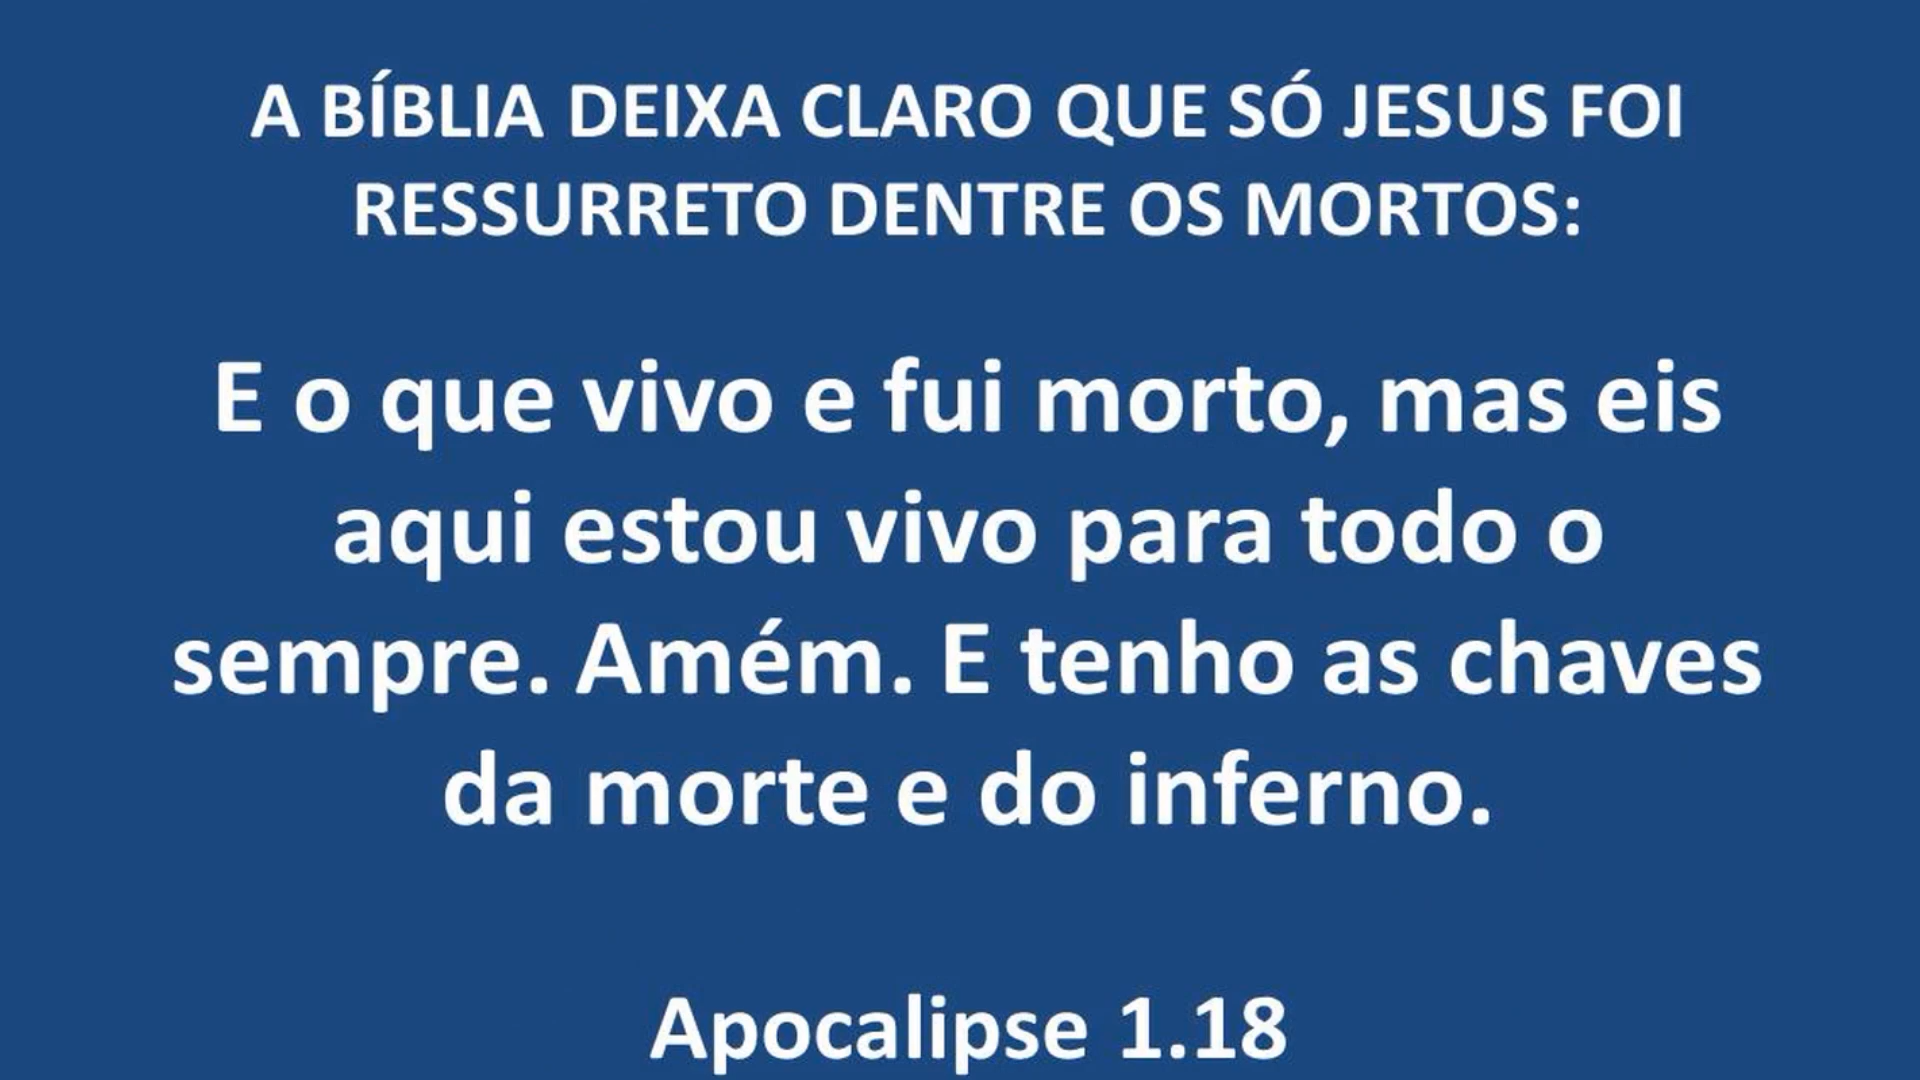 A BÍBLIA DEIXA CLARO QUE SÓ JESUS FOI
RESSURRETO DENTRE OS MORTOS:
E o que vivo e fui morto, mas eis
aqui estou vivo para todo o
sempre. Amém. E tenho as chaves
da morte e do inferno.
Apocalipse 1.18